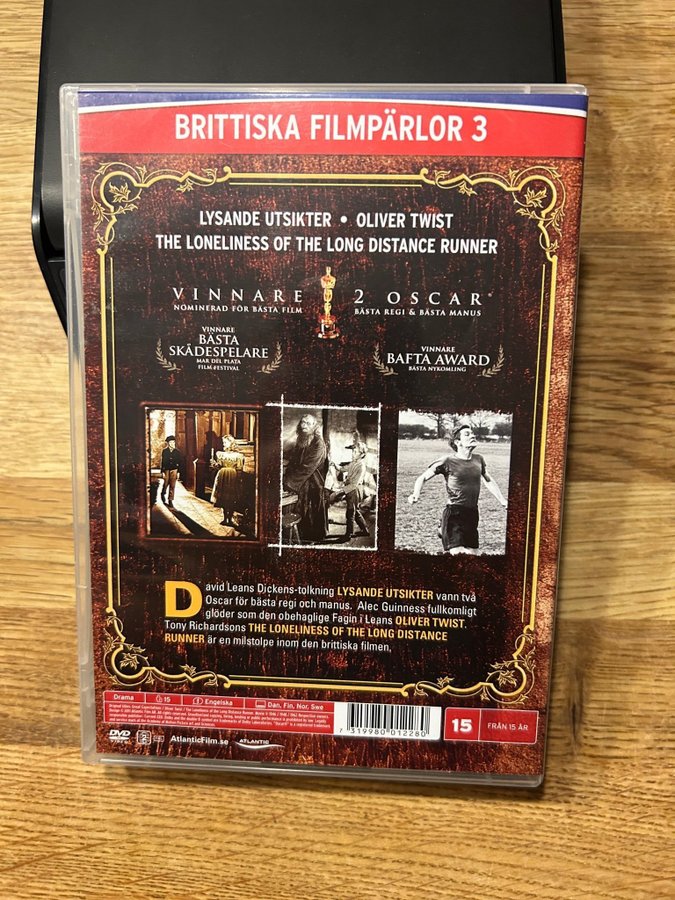 BRITTISKA FILMPÄRLOR 3
LYSANDE UTSIKTER • OLIVER TWIST
THE LONELINESS OF THE LONG DISTANCE RUNNER
VINNARE 2 OSCAR®
NOMINERAD FÖR BÄSTA FILM BÄSTA REGI & BÄSTA MANUS
VINNARE
BÄSTA
SKÅDESPELARE
MAR DEL PLATA
FILM FESTIVAL
VINNARE
BAFTA AWARD
BÄSTA NYKOMLING
David Leans Dickens-tolkning LYSANDE UTSIKTER vann två
Oscar för bästa regi och manus. Alec Guinness fullkomligt
glöder som den obehaglige Fagin i Leans OLIVER TWIST.
Tony Richardsons THE LONELINESS OF THE LONG DISTANCE
RUNNER är en milstolpe inom den brittiska filmen.
Drama 15 Engelska Dan, Fin, Nor, Swe
7 319980 012280
15 FRÅN 15 ÅR
DVD
AtlanticFilm.se ATLANTIC